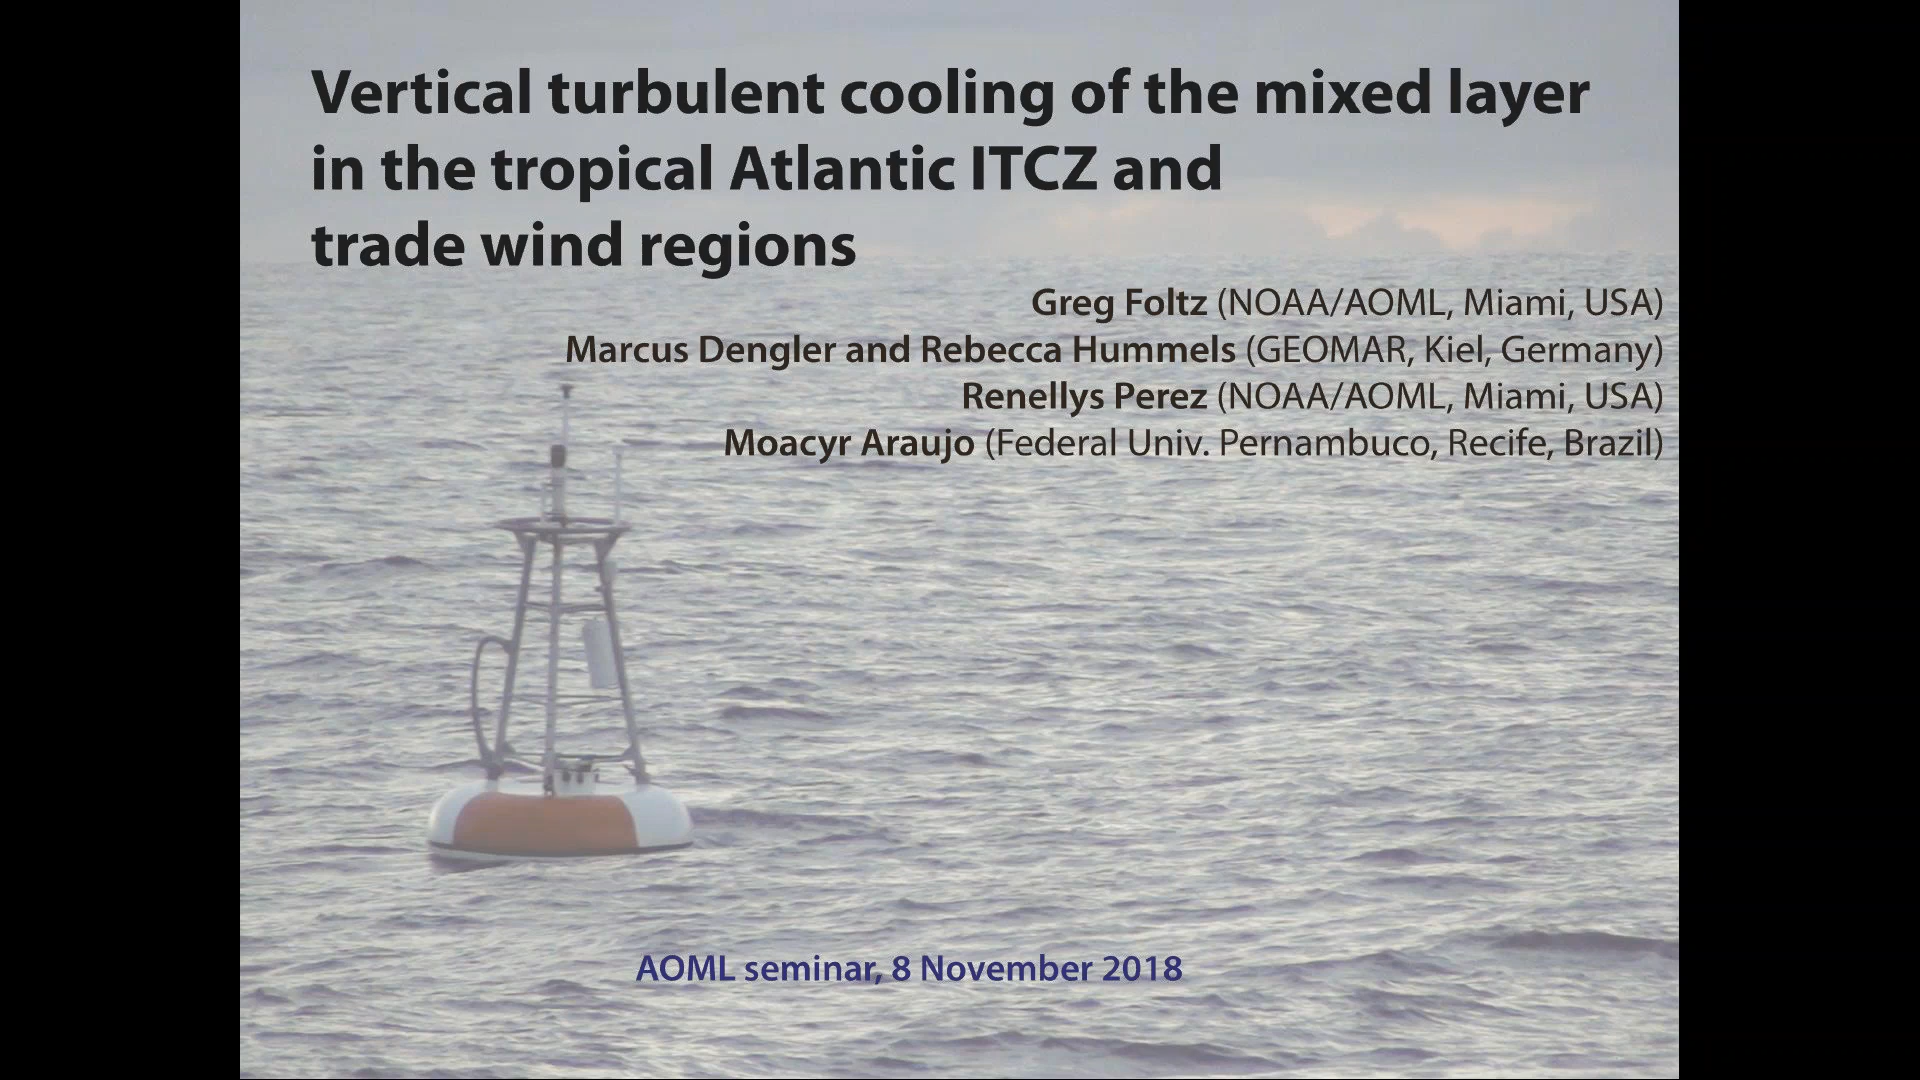 Vertical turbulent cooling of the mixed layer
in the tropical Atlantic ITCZ and
trade wind regions
Greg Foltz (NOAA/AOML, Miami, USA)
Marcus Dengler and Rebecca Hummels (GEOMAR, Kiel, Germany)
Renellys Perez (NOAA/AOML, Miami, USA)
Moacyr Araujo (Federal Univ. Pernambuco, Recife, Brazil)
AOML seminar, 8 November 2018